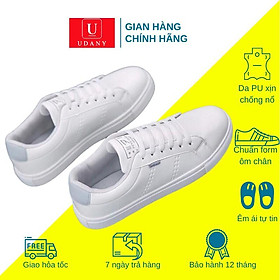 U
UDANY
GIAN HÀNG
CHÍNH HÃNG
Da PU xịn
chống nổ
Chuẩn form
ôm chân
Êm ái tự tin
FREE
Giao hỏa tốc
7 ngày trả hàng
Bảo hành 12 tháng